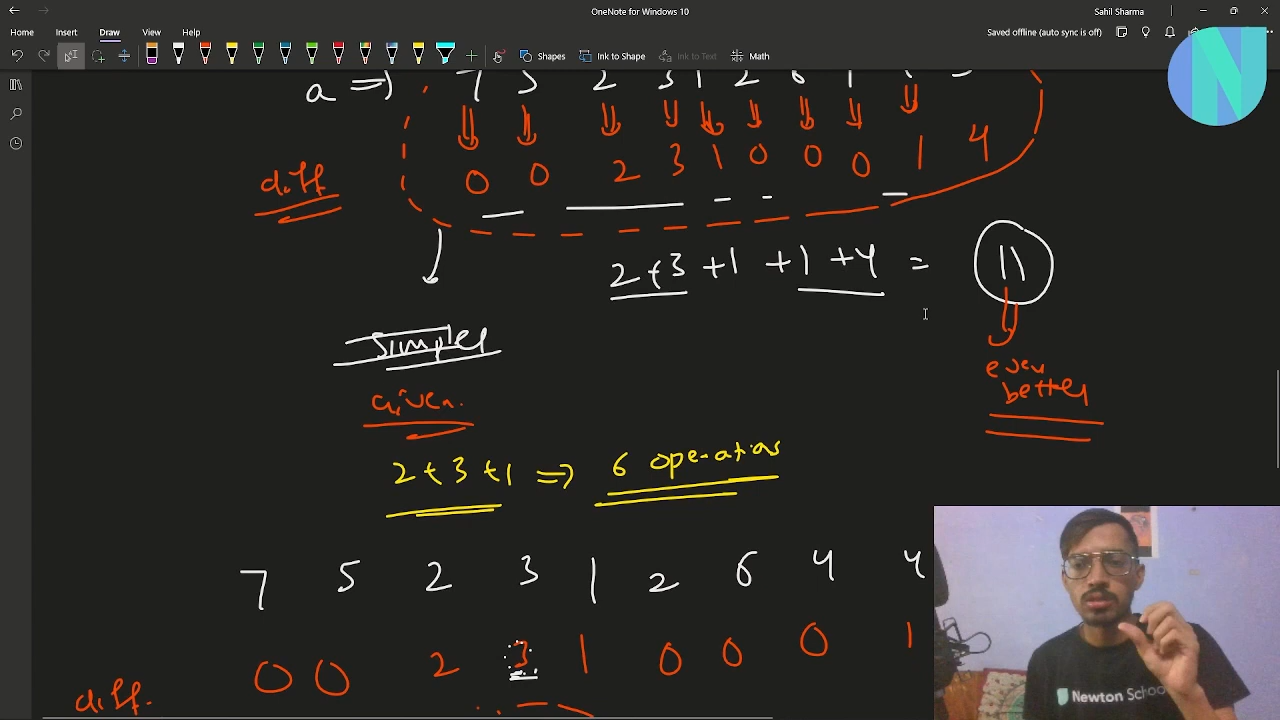 OneNote for Windows 10
Sahil Sharma
Home Insert Draw View Help
Saved offline (auto sync is off)
Shapes Ink to Shape Ink to Text Math
a => 7 5 2 3 1 2 6 1
diff 0 0 2 3 1 0 0 0 1 4
2+3 +1 +1 +4 = 11
Simple
even
better
Given.
2+3+1 => 6 operations
7 5 2 3 1 2 6 4 4
0 0 2 3 1 0 0 0 1
diff.
Newton Schoo